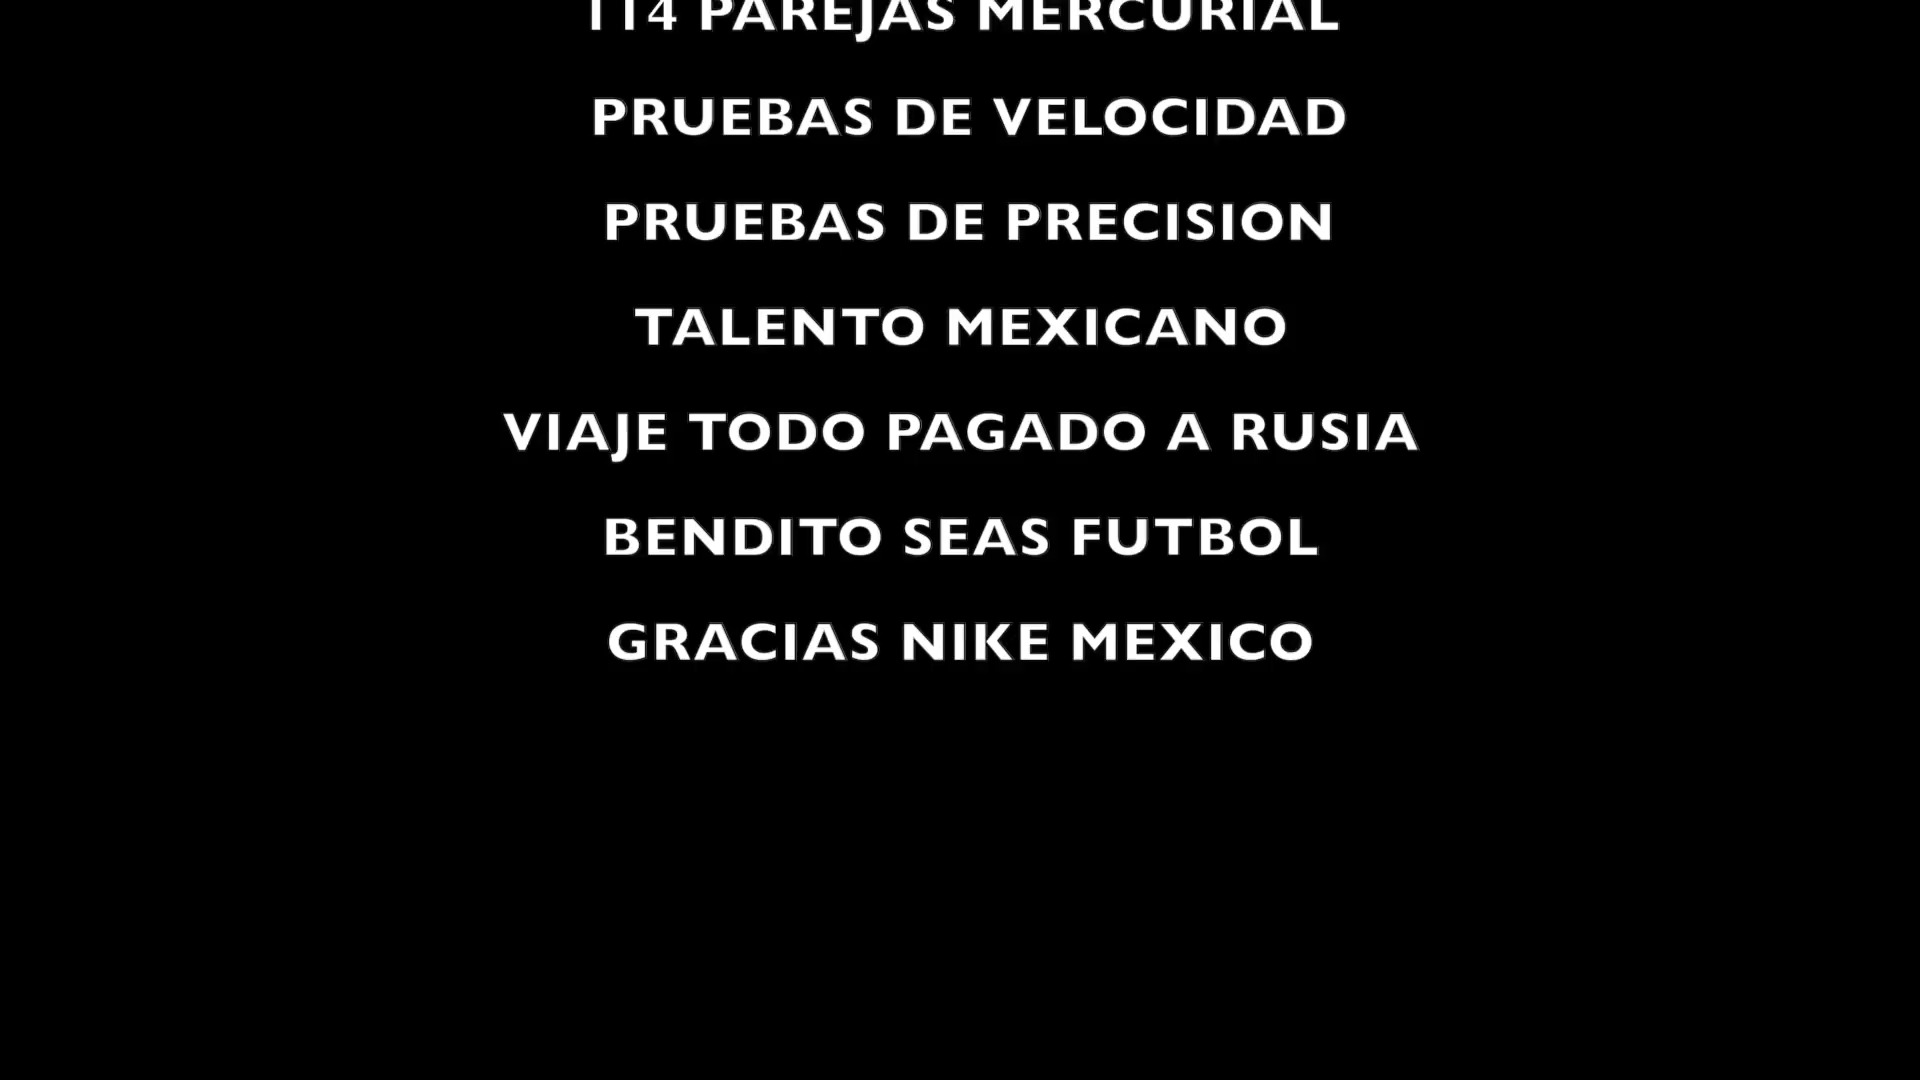 114 PAREJAS MERCURIAL
PRUEBAS DE VELOCIDAD
PRUEBAS DE PRECISION
TALENTO MEXICANO
VIAJE TODO PAGADO A RUSIA
BENDITO SEAS FUTBOL
GRACIAS NIKE MEXICO